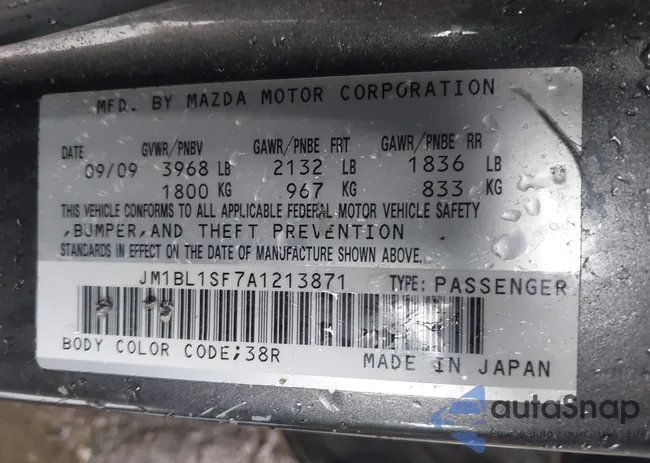 MFD. BY MAZDA MOTOR CORPORATION
DATE GVWR/PNBV GAWR/PNBE FRT GAWR/PNBE RR
09/09 3968 LB 2132 LB 1836 LB
1800 KG 967 KG 833 KG
THIS VEHICLE CONFORMS TO ALL APPLICABLE FEDERAL MOTOR VEHICLE SAFETY
,BUMPER,AND THEFT PREVENTION
STANDARDS IN EFFECT ON THE DATE OF MANUFACTURE SHOWN ABOVE.
JM1BL1SF7A1213871 TYPE: PASSENGER
BODY COLOR CODE;38R MADE IN JAPAN
autaSnap